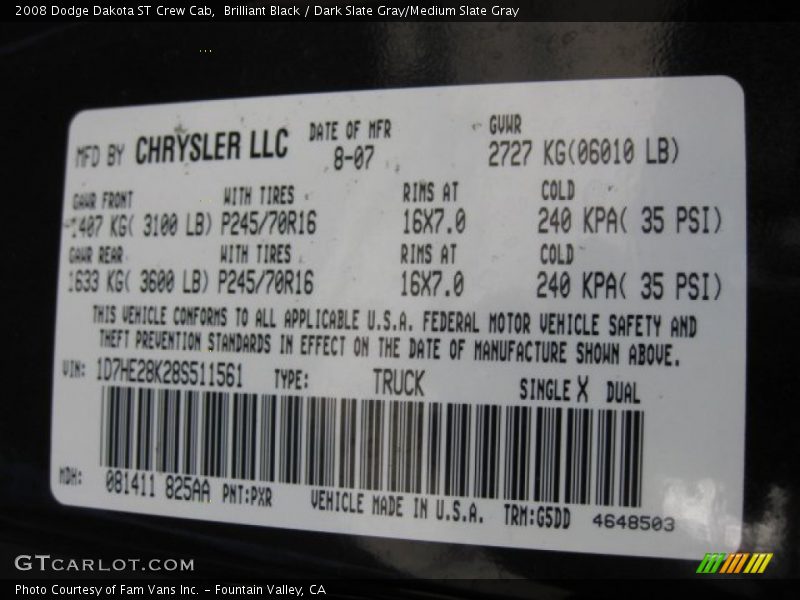 2008 Dodge Dakota ST Crew Cab,  Brilliant Black / Dark Slate Gray/Medium Slate Gray
MFD BY CHRYSLER LLC DATE OF MFR 8-07 GVWR 2727 KG(06010 LB)
GAWR FRONT WITH TIRES RIMS AT COLD
1407 KG( 3100 LB) P245/70R16 16X7.0 240 KPA( 35 PSI)
GAWR REAR WITH TIRES RIMS AT COLD
1633 KG( 3600 LB) P245/70R16 16X7.0 240 KPA( 35 PSI)
THIS VEHICLE CONFORMS TO ALL APPLICABLE U.S.A. FEDERAL MOTOR VEHICLE SAFETY AND
THEFT PREVENTION STANDARDS IN EFFECT ON THE DATE OF MANUFACTURE SHOWN ABOVE.
VIN: 1D7HE28K28S511561 TYPE: TRUCK SINGLE X DUAL
MDH: 081411 825AA PNT:PXR VEHICLE MADE IN U.S.A. TRM:G5DD 4648503
GTCARLOT.COM
Photo Courtesy of Fam Vans Inc. – Fountain Valley, CA